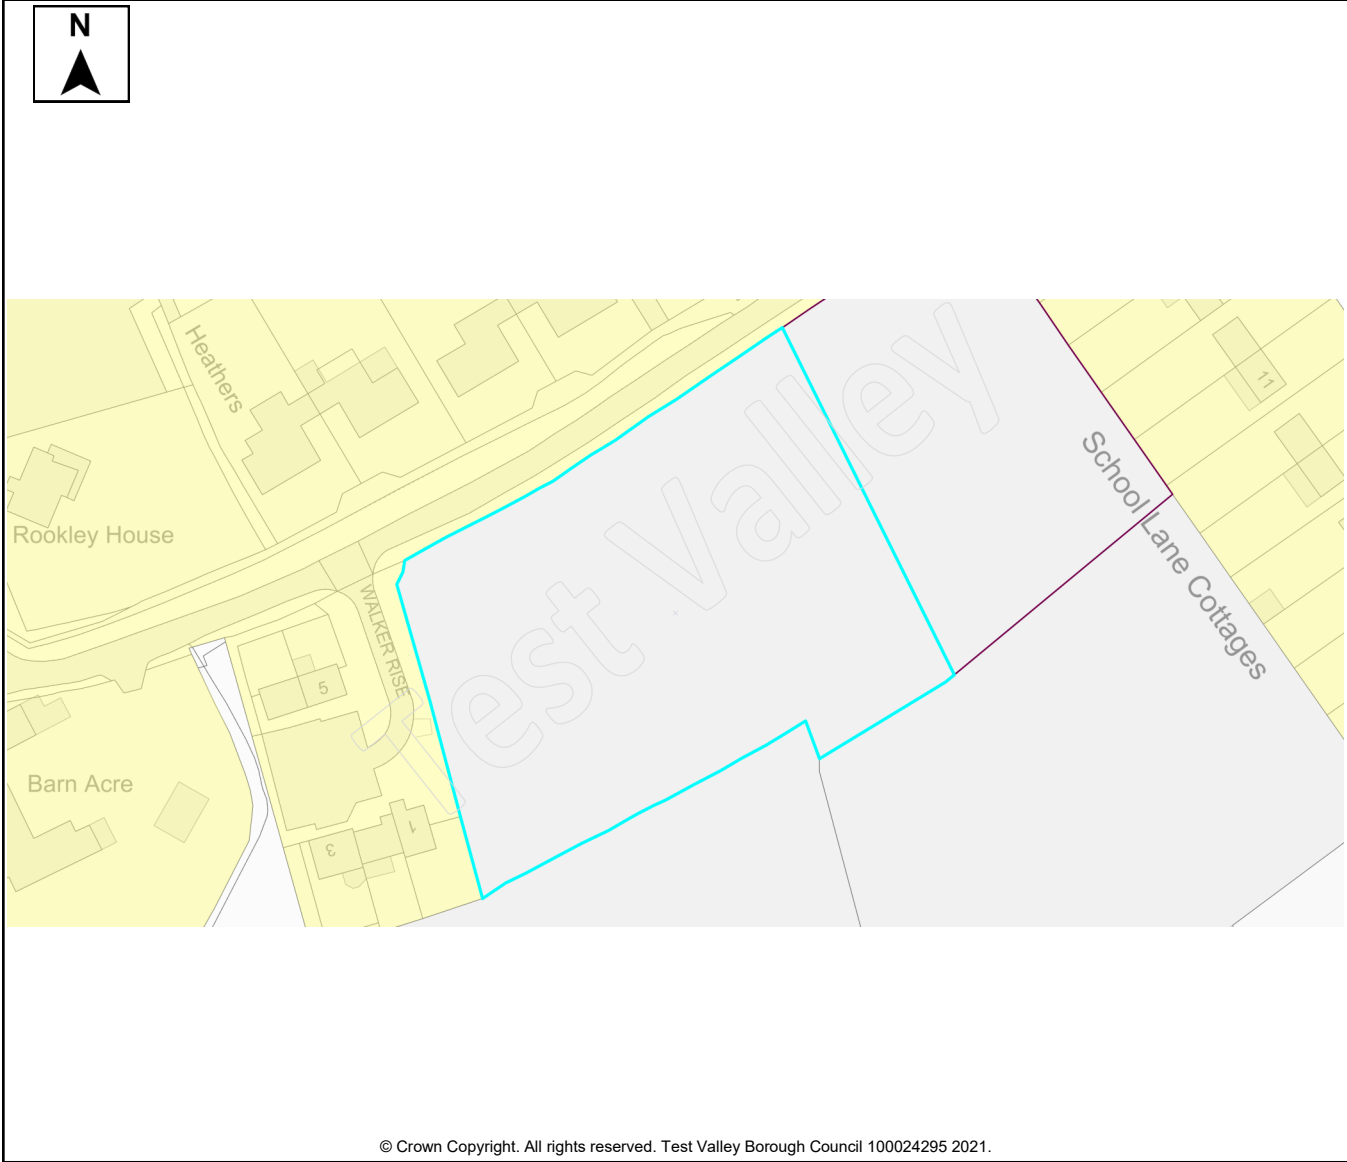 N
Heathers
11
School Lane Cottages
Rookley House
WALKER RISE
5
Barn Acre
1
3
Test Valley
© Crown Copyright. All rights reserved. Test Valley Borough Council 100024295 2021.